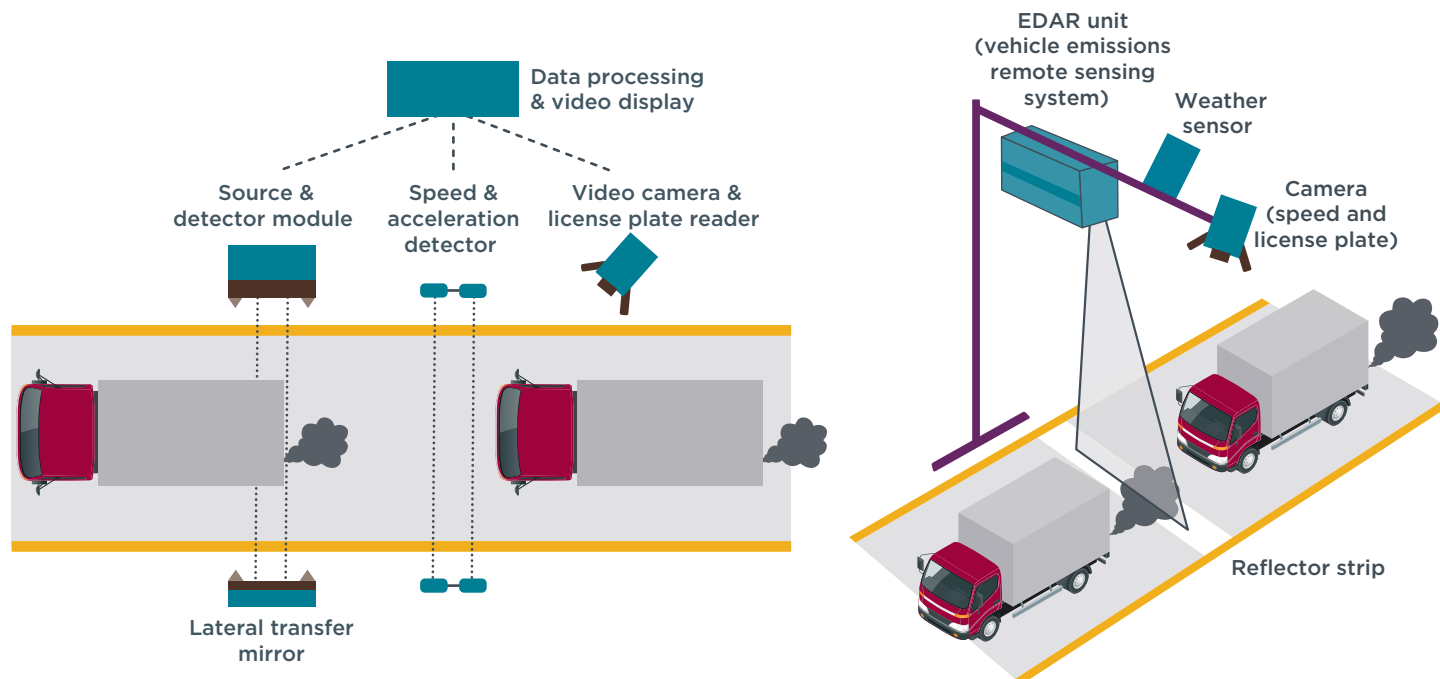 Data processing
& video display
Source &
detector module
Speed &
acceleration
detector
Video camera &
license plate reader
Lateral transfer
mirror
EDAR unit
(vehicle emissions
remote sensing
system)
Weather
sensor
Camera
(speed and
license plate)
Reflector strip